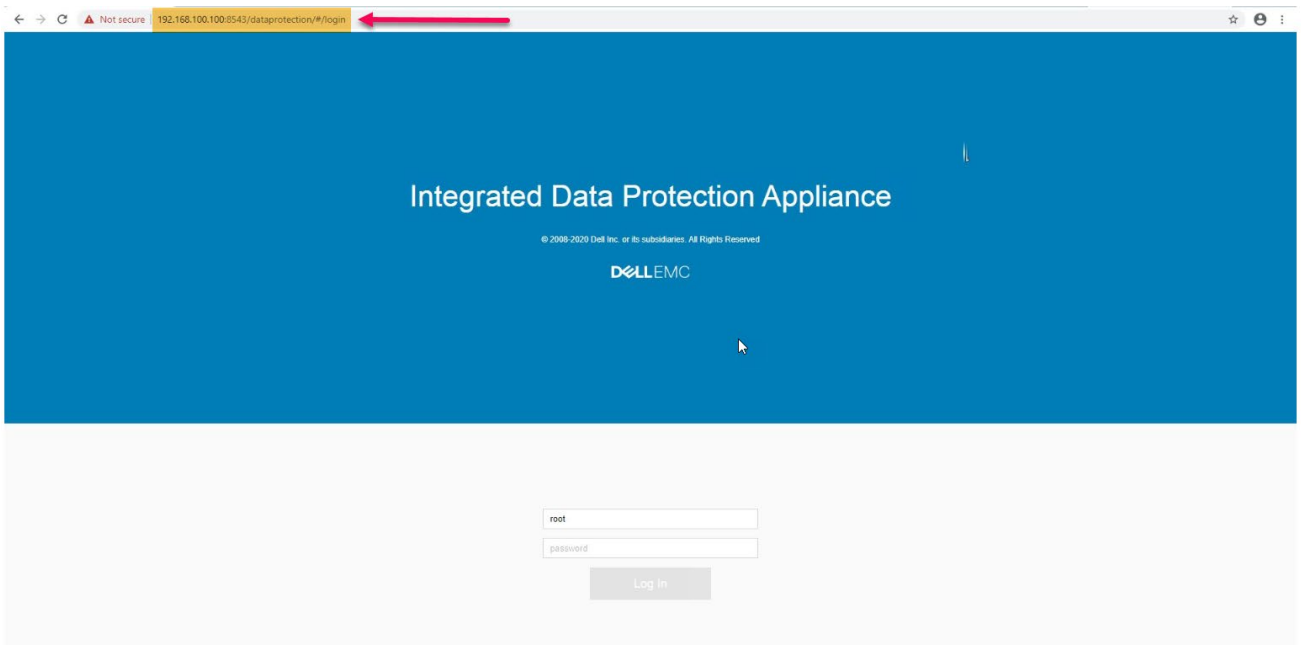 Not secure 192.168.100.100:8543/dataprotection/#/login
Integrated Data Protection Appliance
© 2008-2020 Dell Inc. or its subsidiaries. All Rights Reserved
DELLEMC
root
password
Log In